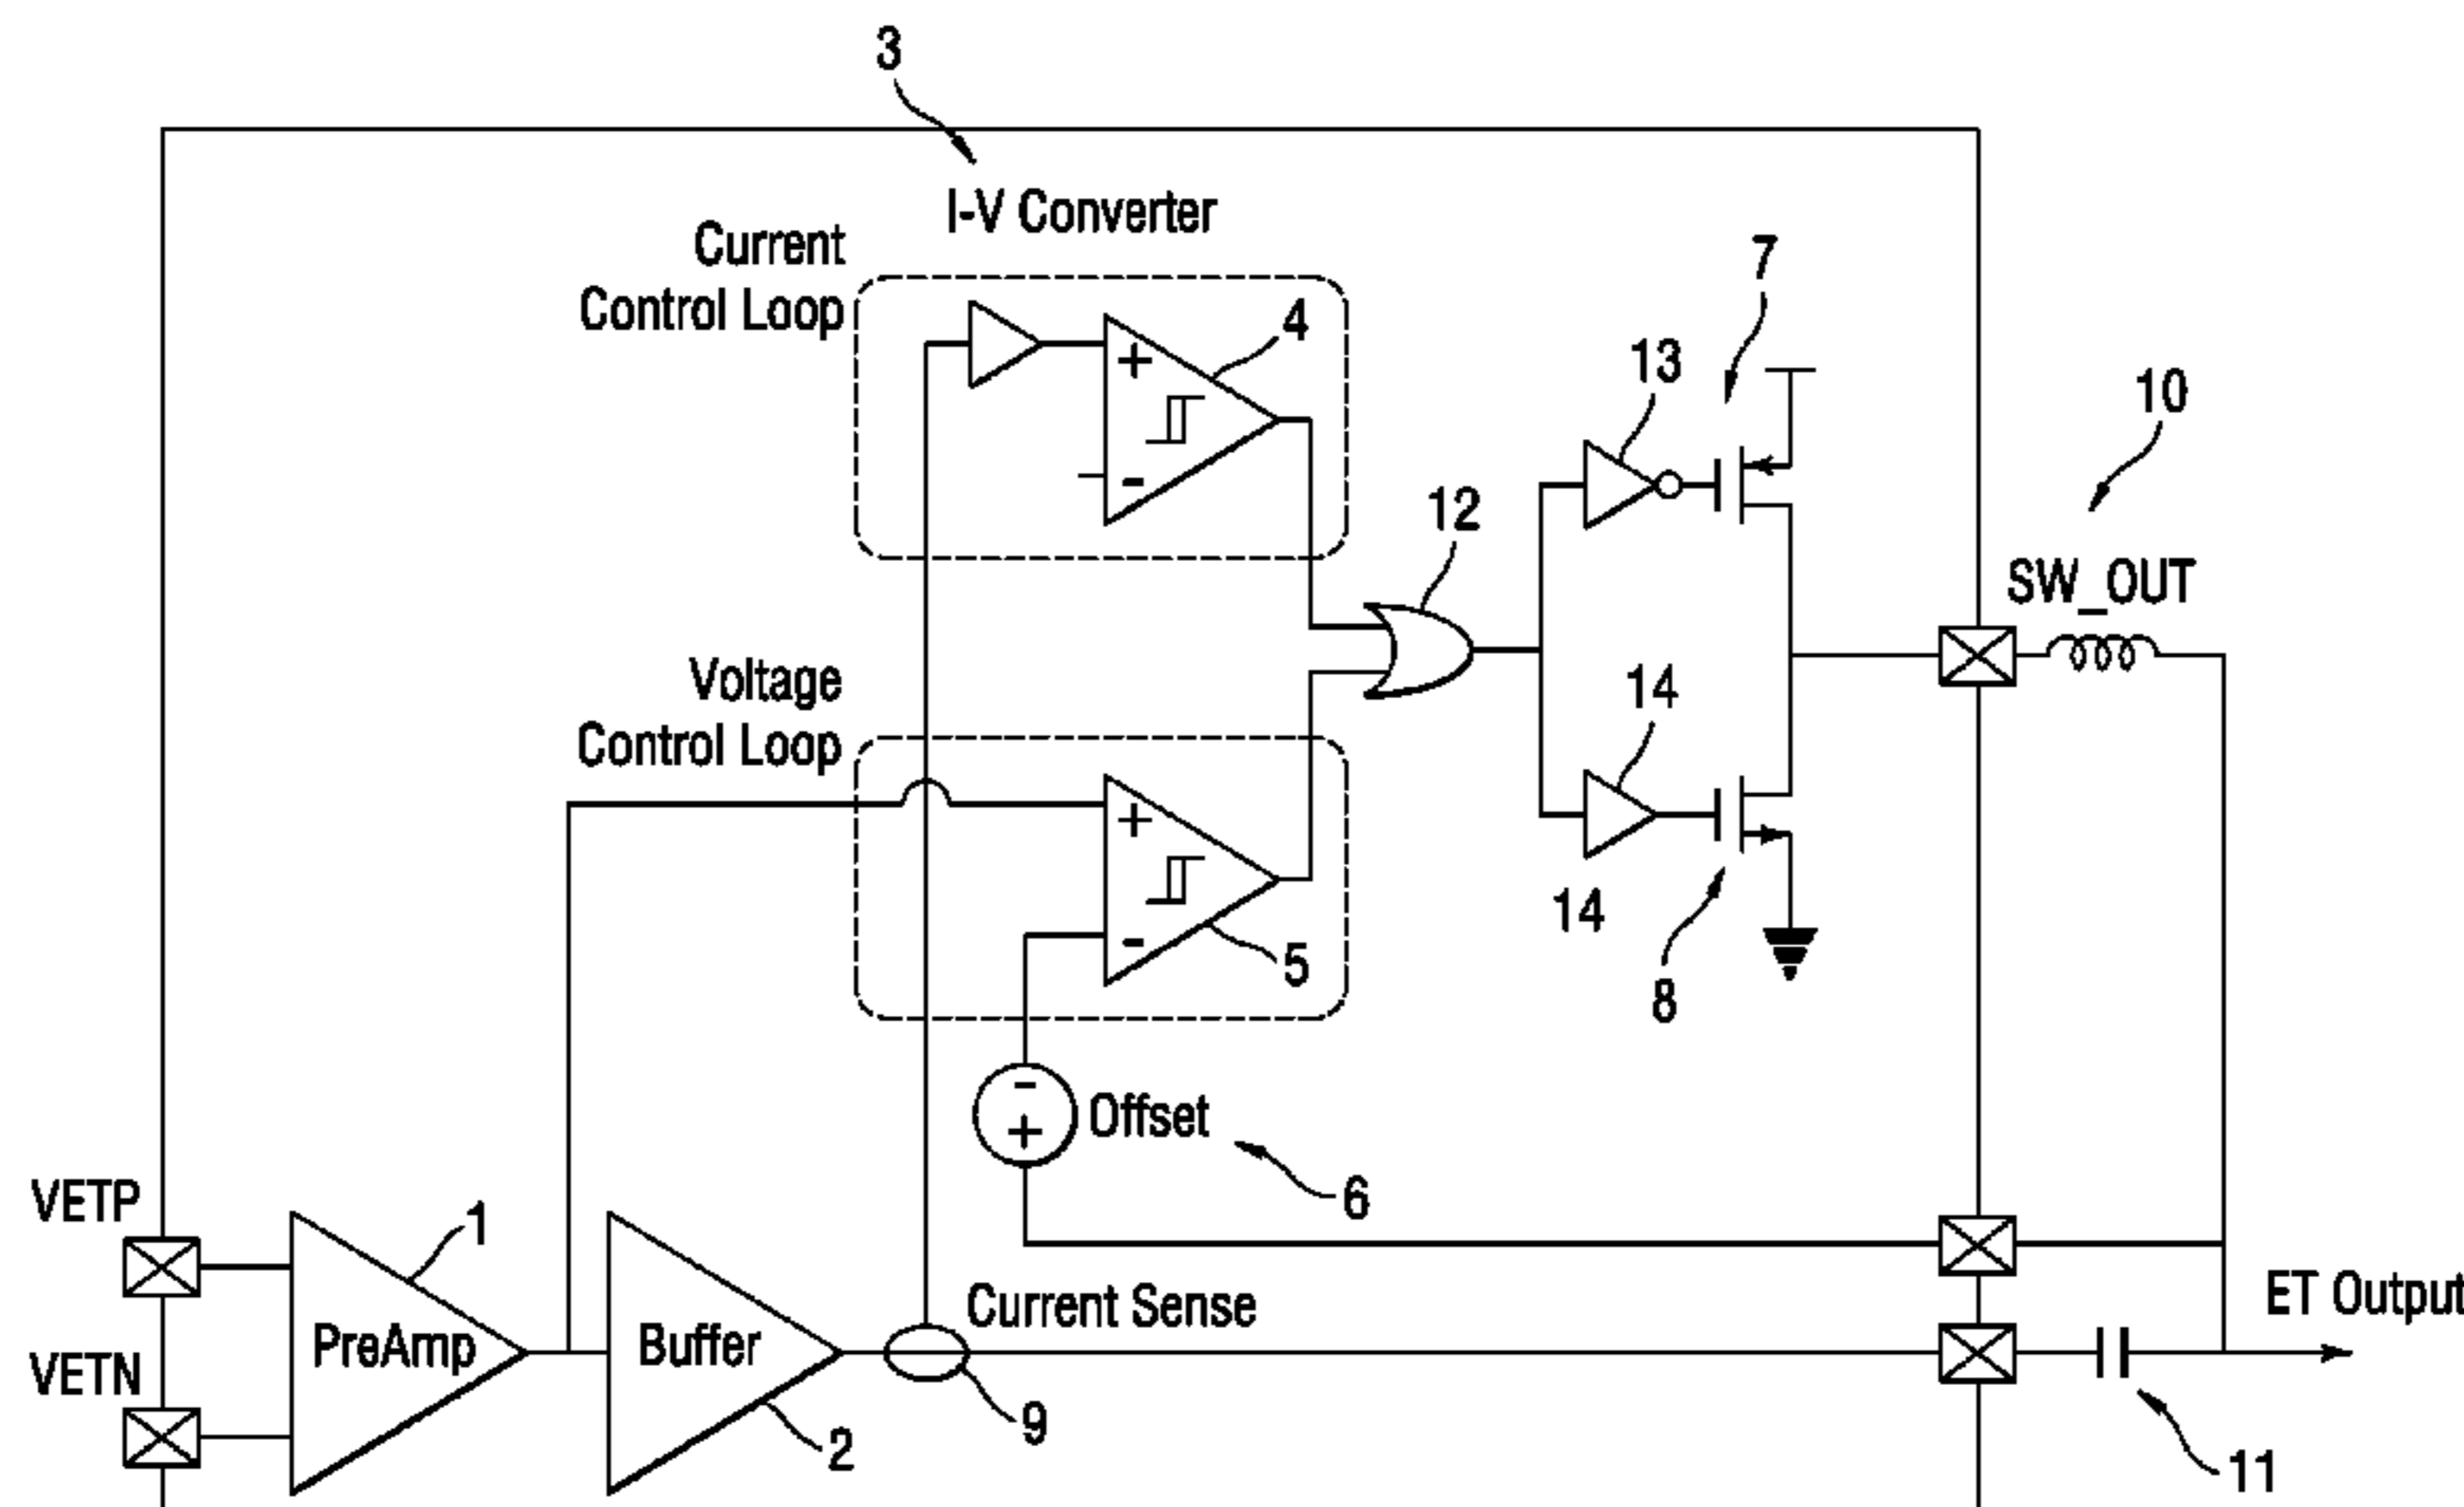 3
I-V Converter
Current
Control Loop
4
+
-
7
13
10
12
SW_OUT
Voltage
Control Loop
14
+
-
5
14
8
-
+
Offset
6
VETP
1
PreAmp
VETN
Buffer
2
Current Sense
9
ET Output
11